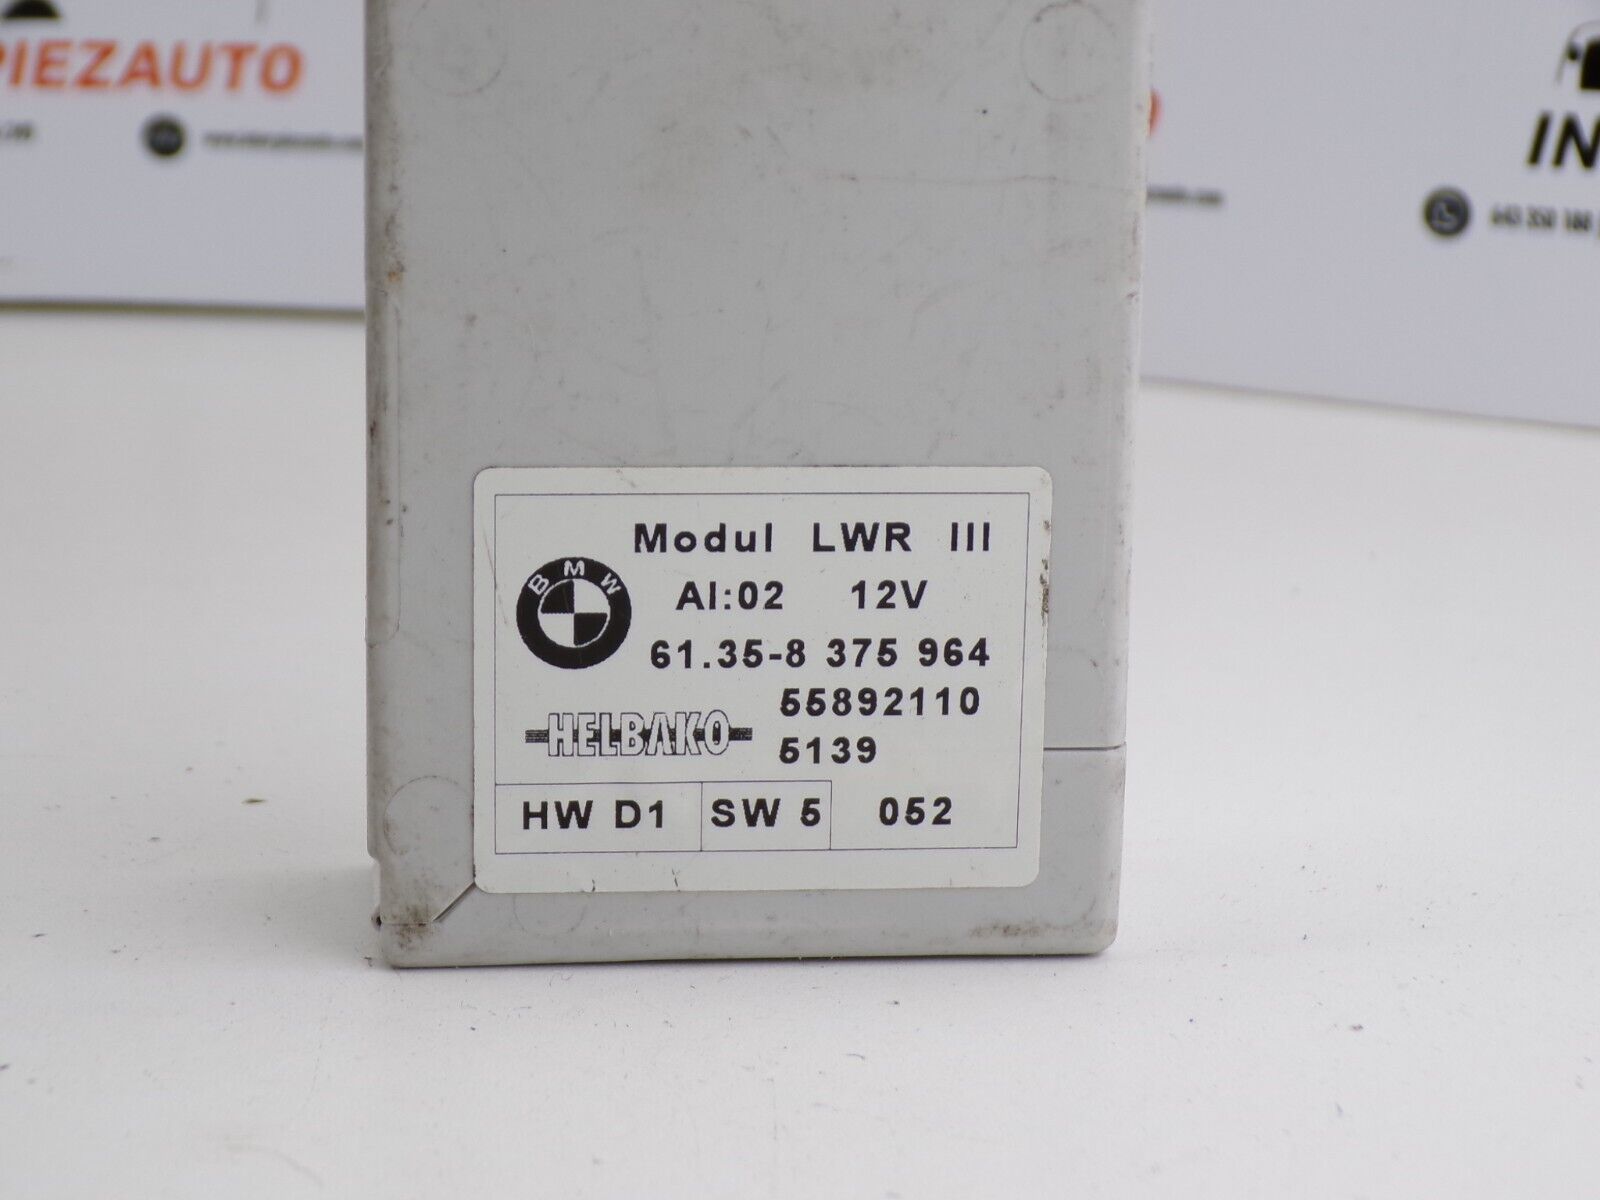 PIEZAUTO
IN
Modul LWR III
BMW
AI:02 12V
61.35-8 375 964
55892110
HELBAKO
5139
HW D1 SW 5 052